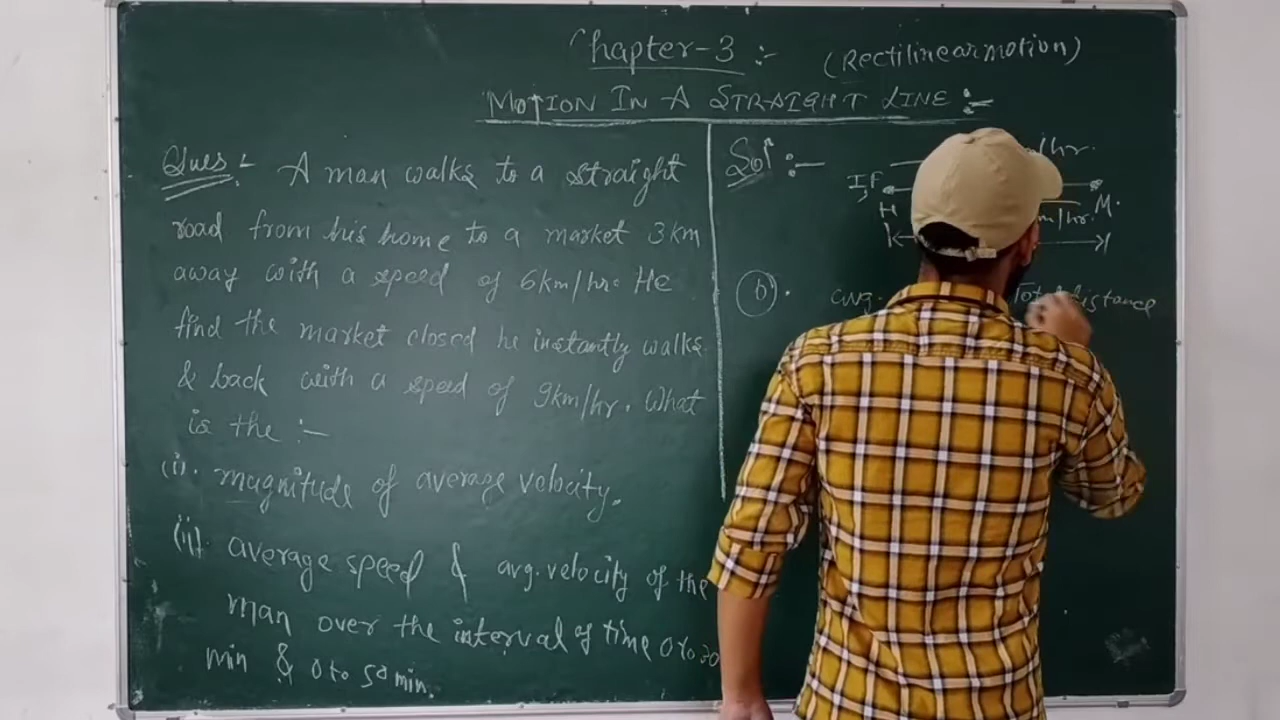 Chapter-3 :-
(Rectilinear motion)
MOTION IN A STRAIGHT LINE :-
Ques:- A man walks to a straight
road from his home to a market 3km
away with a speed of 6km/hr. He
find the market closed he instantly walks
& back with a speed of 9km/hr. What
is the :-
(i). magnitude of average velocity.
(ii). average speed & avg. velocity of the
man over the interval of time 0 to 30
min & 0 to 50 min.
Sol :-
/hr.
I,F
H M.
m/hr.
(b). avg. Total distance